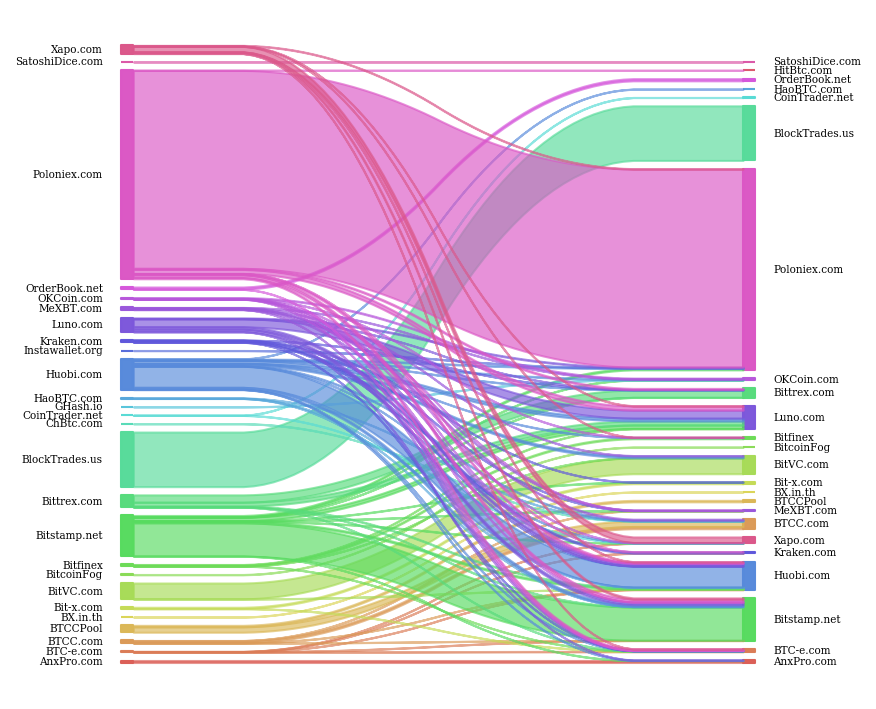 Xapo.com
SatoshiDice.com
Poloniex.com
OrderBook.net
OKCoin.com
MeXBT.com
Luno.com
Kraken.com
Instawallet.org
Huobi.com
HaoBTC.com
GHash.io
CoinTrader.net
ChBtc.com
BlockTrades.us
Bittrex.com
Bitstamp.net
Bitfinex
BitcoinFog
BitVC.com
Bit-x.com
BX.in.th
BTCCPool
BTCC.com
BTC-e.com
AnxPro.com
SatoshiDice.com
HitBtc.com
OrderBook.net
HaoBTC.com
CoinTrader.net
BlockTrades.us
Poloniex.com
OKCoin.com
Bittrex.com
Luno.com
Bitfinex
BitcoinFog
BitVC.com
Bit-x.com
BX.in.th
BTCCPool
MeXBT.com
BTCC.com
Xapo.com
Kraken.com
Huobi.com
Bitstamp.net
BTC-e.com
AnxPro.com